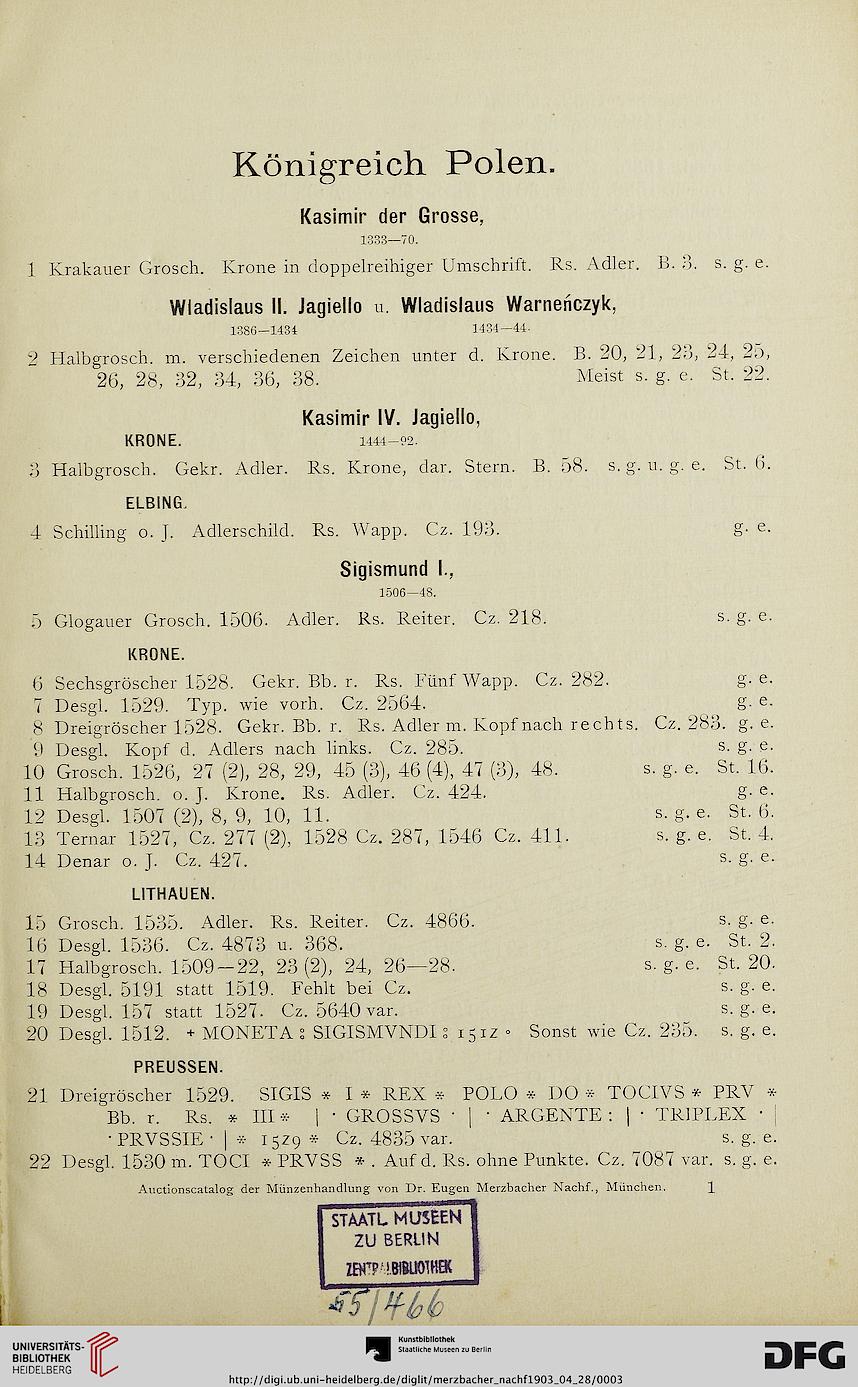 Königreich Polen.
Kasimir der Grosse,
1333—70.
1 Krakauer Grosch. Krone in doppelreihiger Umschrift. Rs. Adler. B. 3. s. g. e.
Wladislaus II. Jagiello u. Wladislaus Warneńczyk,
1386—1434 1434—44.
2 Halbgrosch. m. verschiedenen Zeichen unter d. Krone. B. 20, 21, 23, 24, 25,
26, 28, 32, 34, 36, 38. Meist s. g. e. St. 22.
Kasimir IV. Jagiello,
KRONE. 1444—92.
3 Halbgrosch. Gekr. Adler. Rs. Krone, dar. Stern. B. 58. s. g. u. g. e. St. 6.
ELBING.
4 Schilling o. J. Adlerschild. Rs. Wapp. Cz. 193. g. e.
Sigismund I.,
1506—48.
5 Glogauer Grosch. 1506. Adler. Rs. Reiter. Cz. 218. s. g. e.
KRONE.
6 Sechsgröscher 1528. Gekr. Bb. r. Rs. Fünf Wapp. Cz. 282. g. e.
7 Desgl. 1529. Typ. wie vorh. Cz. 2564. g. e.
8 Dreigröscher 1528. Gekr. Bb. r. Rs. Adler m. Kopf nach rechts. Cz. 283. g. e.
9 Desgl. Kopf d. Adlers nach links. Cz. 285. s. g. e.
10 Grosch. 1526, 27 (2), 28, 29, 45 (3), 46 (4), 47 (3), 48. s. g. e. St. 16.
11 Halbgrosch. o. J. Krone. Rs. Adler. Cz. 424. g. e.
12 Desgl. 1507 (2), 8, 9, 10, 11. s. g. e. St. 6.
13 Ternar 1527, Cz. 277 (2), 1528 Cz. 287, 1546 Cz. 411. s. g. e. St. 4.
14 Denar o. J. Cz. 427. s. g. e.
LITHAUEN.
15 Grosch. 1535. Adler. Rs. Reiter. Cz. 4866. s. g. e.
16 Desgl. 1536. Cz. 4873 u. 368. s. g. e. St. 2.
17 Halbgrosch. 1509—22, 23 (2), 24, 26—28. s. g. e. St. 20.
18 Desgl. 5191 statt 1519. Fehlt bei Cz. s. g. e.
19 Desgl. 157 statt 1527. Cz. 5640 var. s. g. e.
20 Desgl. 1512. + MONETA : SIGISMVNDI : 151Z ∘ Sonst wie Cz. 235. s. g. e.
PREUSSEN.
21 Dreigröscher 1529. SIGIS * I * REX * POLO * DO * TOCIVS * PRV *
Bb. r. Rs. * III * | · GROSSVS · | · ARGENTE : | · TRIPLEX · |
· PRVSSIE · | * 15Z9 * Cz. 4835 var. s. g. e.
22 Desgl. 1530 m. TOCI * PRVSS * . Auf d. Rs. ohne Punkte. Cz. 7087 var. s. g. e.
Auctionscatalog der Münzenhandlung von Dr. Eugen Merzbacher Nachf., München. 1
STAATL. MUSEEN
ZU BERLIN
ZENTRALBIBLIOTHEK
55/466
UNIVERSITÄTS-
BIBLIOTHEK
HEIDELBERG
Kunstbibliothek
Staatliche Museen zu Berlin
DFG
http://digi.ub.uni-heidelberg.de/diglit/merzbacher_nachf1903_04_28/0003